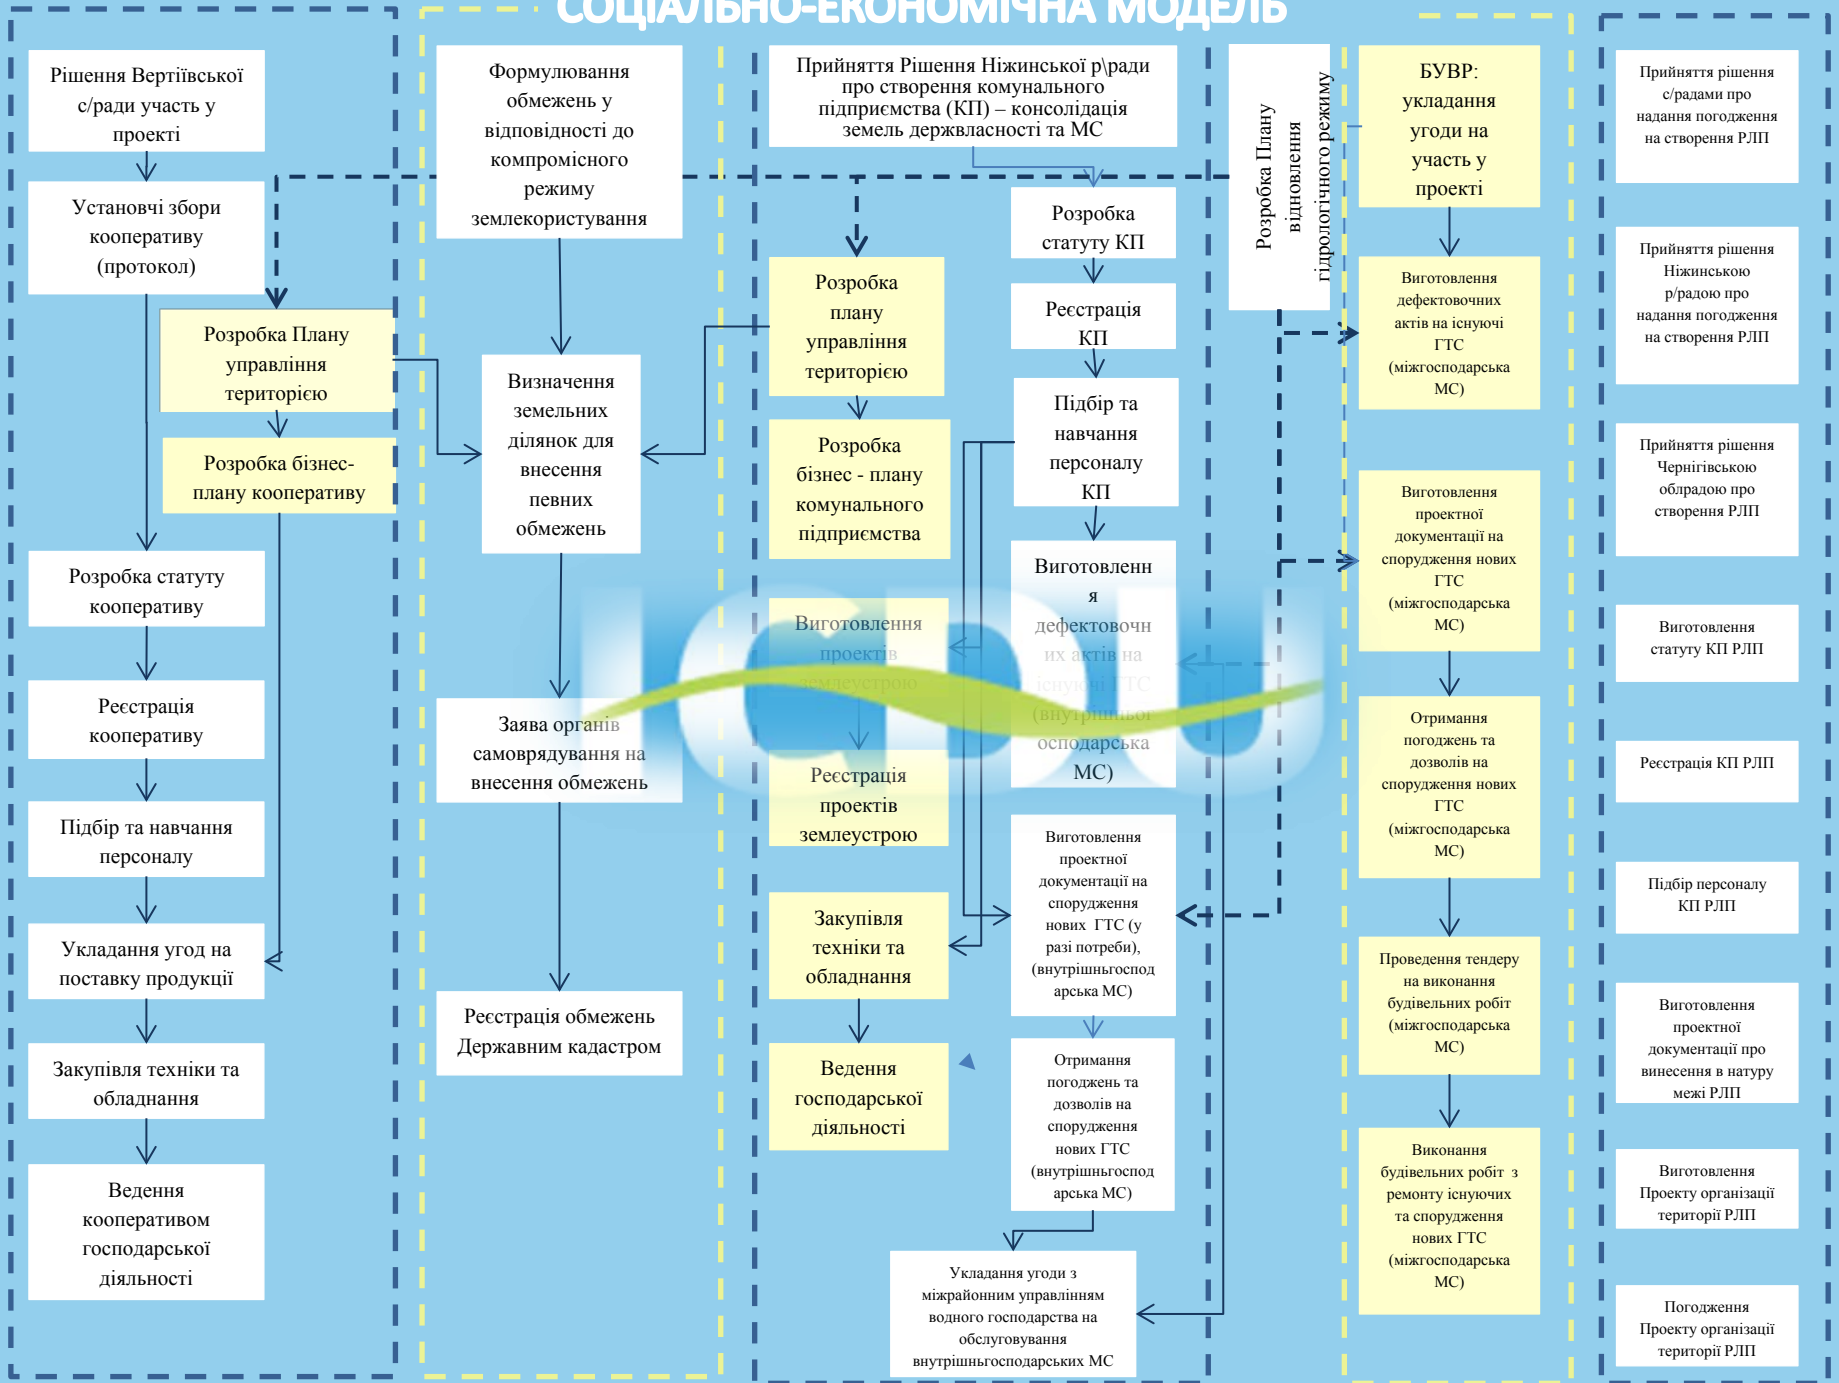 СОЦІАЛЬНО-ЕКОНОМІЧНА МОДЕЛЬ
Рішення Вертіївської
с/ради участь у
проекті
Установчі збори
кооперативу
(протокол)
Розробка Плану
управління
територією
Розробка бізнес-
плану кооперативу
Розробка статуту
кооперативу
Реєстрація
кооперативу
Підбір та навчання
персоналу
Укладання угод на
поставку продукції
Закупівля техніки та
обладнання
Ведення
кооперативом
господарської
діяльності
Формулювання
обмежень у
відповідності до
компромісного
режиму
землекористування
Визначення
земельних
ділянок для
внесення
певних
обмежень
Заява органів
самоврядування на
внесення обмежень
Реєстрація обмежень
Державним кадастром
Прийняття Рішення Ніжинської р\ради
про створення комунального
підприємства (КП) – консолідація
земель держвласності та МС
Розробка
плану
управління
територією
Розробка
бізнес - плану
комунального
підприємства
Виготовлення
проектів
землеустрою
Реєстрація
проектів
землеустрою
Закупівля
техніки та
обладнання
Ведення
господарської
діяльності
Розробка
статуту КП
Реєстрація
КП
Підбір та
навчання
персоналу
КП
Виготовленн
я
дефектовочн
их актів на
існуючі ГТС
(внутрішньог
осподарська
МС)
Виготовлення
проектної
документації на
спорудження
нових  ГТС (у
разі потреби),
(внутрішньгоспод
арська МС)
Отримання
погоджень та
дозволів на
спорудження
нових ГТС
(внутрішньгоспод
арська МС)
Укладання угоди з
міжрайонним управлінням
водного господарства на
обслуговування
внутрішньгосподарських МС
Розробка Плану
відновлення
гідрологічного режиму
БУВР:
укладання
угоди на
участь у
проекті
Виготовлення
дефектовочних
актів на існуючі
ГТС
(міжгосподарська
МС)
Виготовлення
проектної
документації на
спорудження нових
ГТС
(міжгосподарська
МС)
Отримання
погоджень та
дозволів на
спорудження нових
ГТС
(міжгосподарська
МС)
Проведення тендеру
на виконання
будівельних робіт
(міжгосподарська
МС)
Виконання
будівельних робіт  з
ремонту існуючих
та спорудження
нових ГТС
(міжгосподарська
МС)
Прийняття рішення
с/радами про
надання погодження
на створення РЛП
Прийняття рішення
Ніжинською
р/радою про
надання погодження
на створення РЛП
Прийняття рішення
Чернігівською
облрадою про
створення РЛП
Виготовлення
статуту КП РЛП
Реєстрація КП РЛП
Підбір персоналу
КП РЛП
Виготовлення
проектної
документації про
винесення в натуру
межі РЛП
Виготовлення
Проекту організації
території РЛП
Погодження
Проекту організації
території РЛП
ICDU